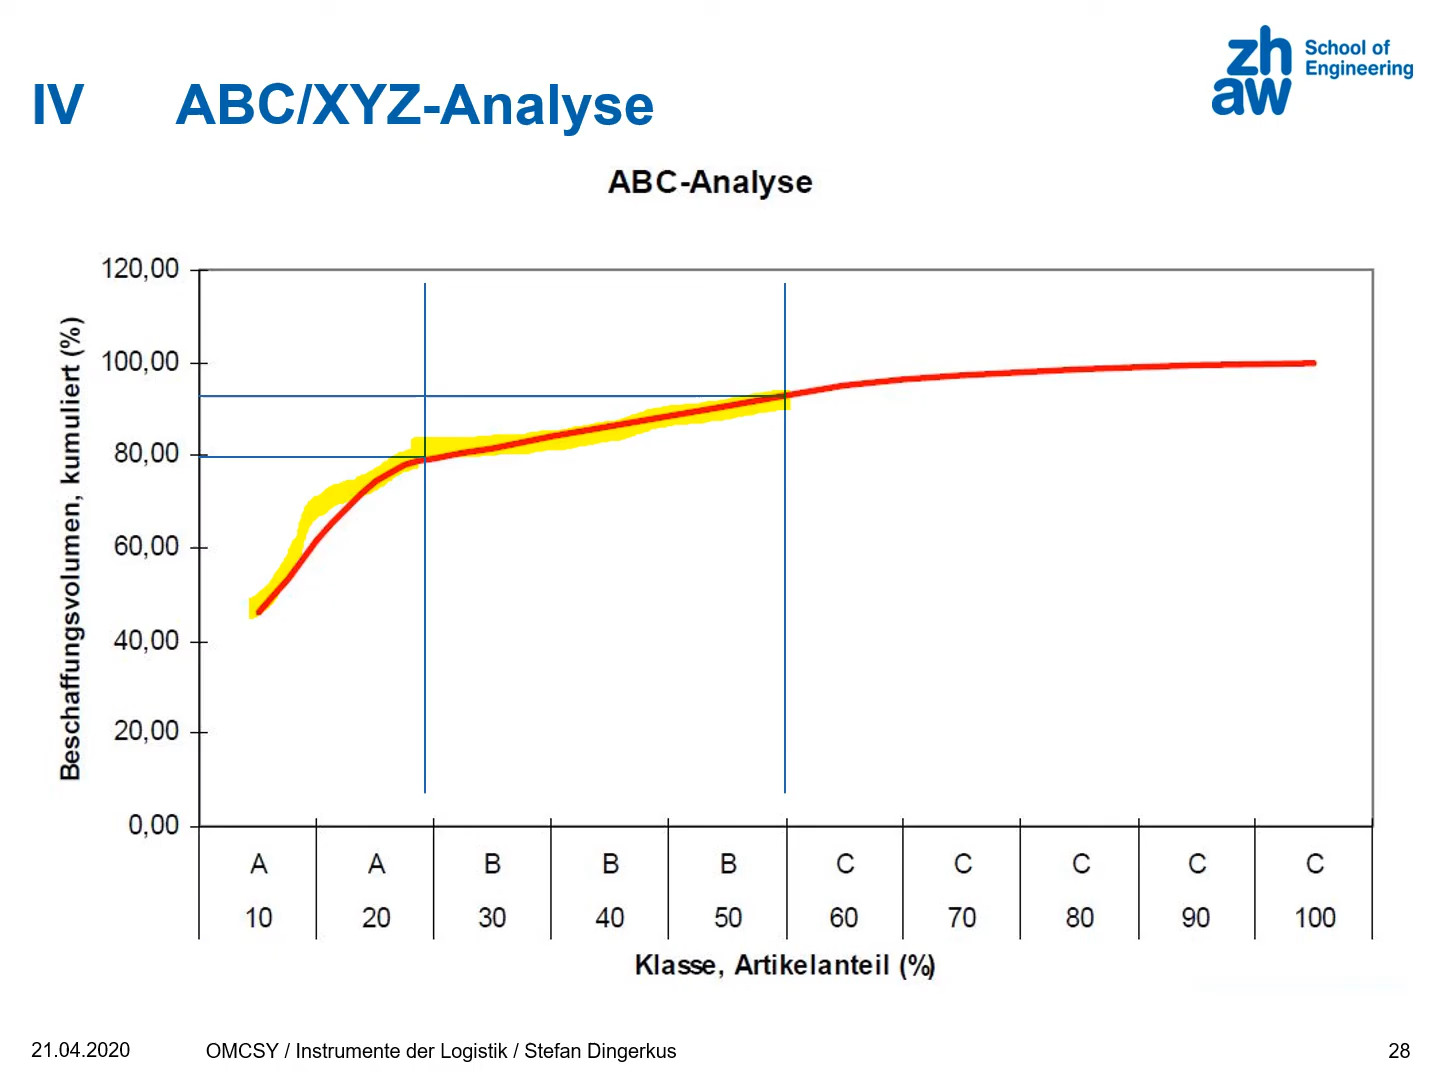 zh
aw
School of
Engineering
IV ABC/XYZ-Analyse
ABC-Analyse
Beschaffungsvolumen, kumuliert (%)
120,00
100,00
80,00
60,00
40,00
20,00
0,00
A A B B B C C C C C
10 20 30 40 50 60 70 80 90 100
Klasse, Artikelanteil (%)
21.04.2020 OMCSY / Instrumente der Logistik / Stefan Dingerkus 28